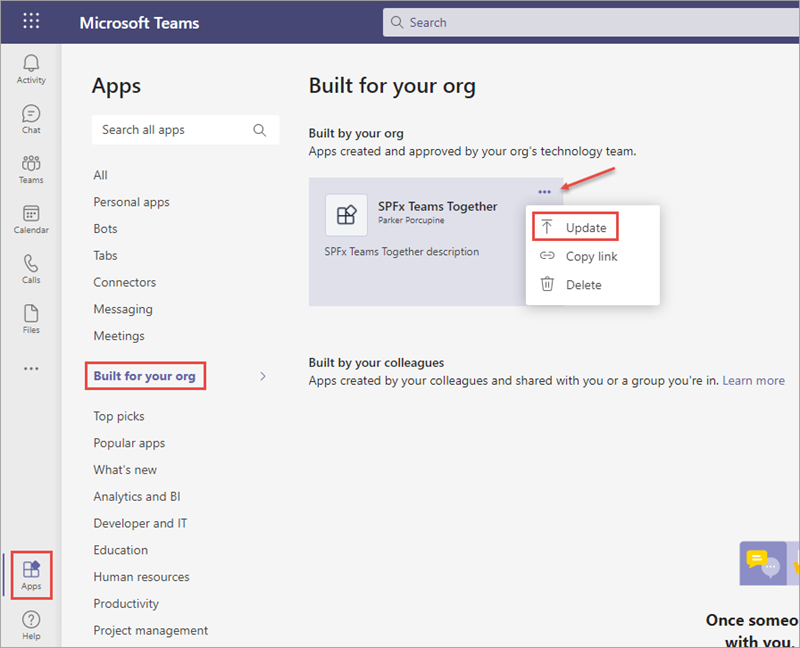 Microsoft Teams
Search
Activity
Chat
Teams
Calendar
Calls
Files
Apps
Help
Apps
Search all apps
All
Personal apps
Bots
Tabs
Connectors
Messaging
Meetings
Built for your org
Top picks
Popular apps
What's new
Analytics and BI
Developer and IT
Education
Human resources
Productivity
Project management
Built for your org
Built by your org
Apps created and approved by your org's technology team.
SPFx Teams Together
Parker Porcupine
SPFx Teams Together description
Update
Copy link
Delete
Built by your colleagues
Apps created by your colleagues and shared with you or a group you're in. Learn more
Once someo
with you,